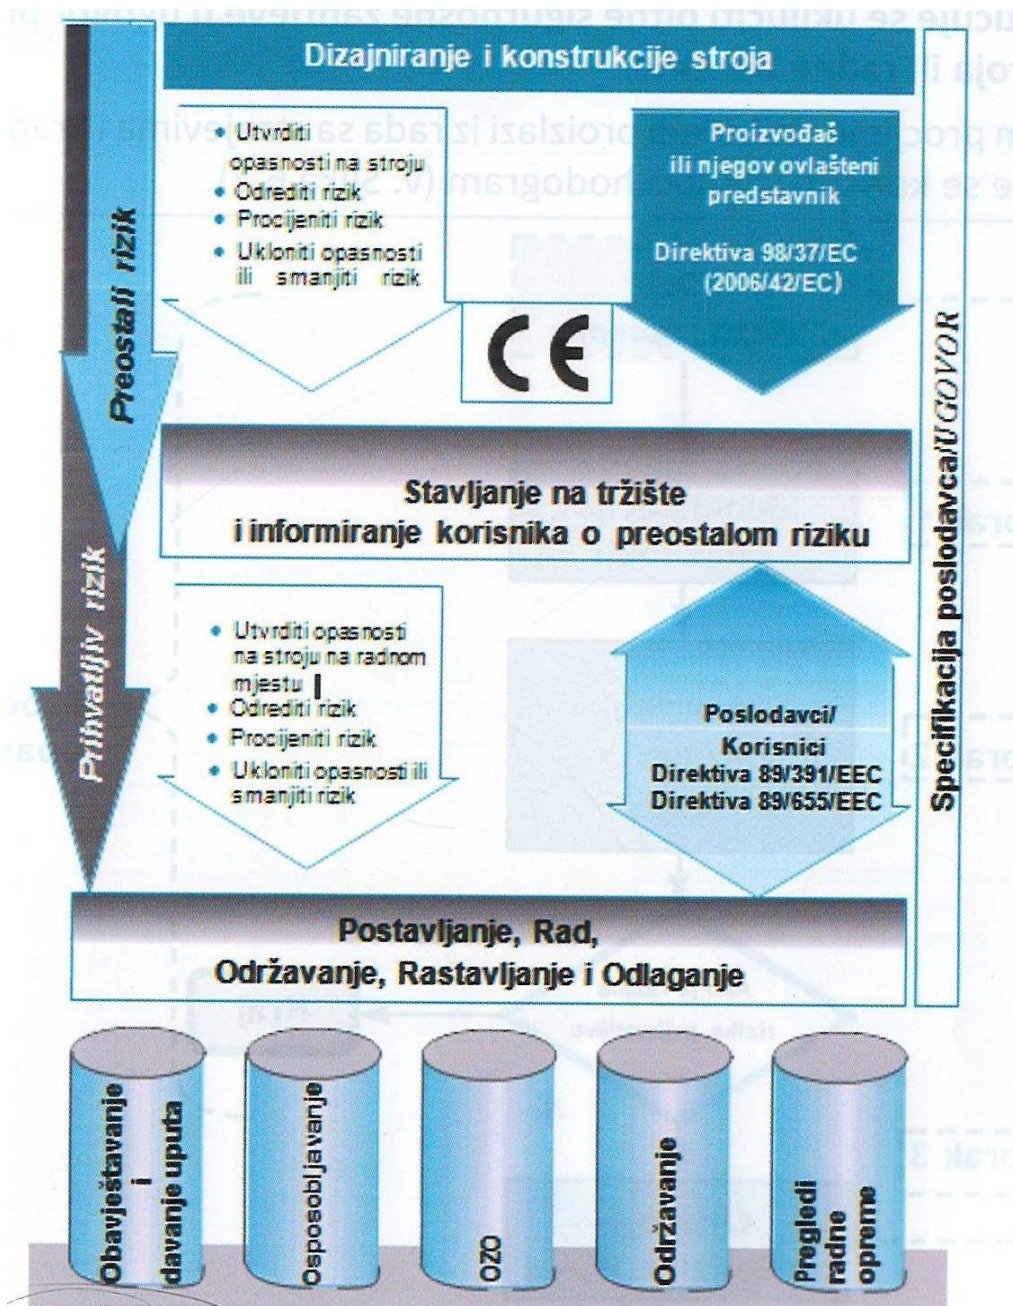 Dizajniranje i konstrukcije stroja
Utvrditi
opasnosti na stroju
Odrediti rizik
Procijeniti rizik
Ukloniti opasnosti
ili smanjiti rizik
Proizvođač
ili njegov ovlašteni
predstavnik
Direktiva 98/37/EC
(2006/42/EC)
CE
Preostali rizik
Stavljanje na tržište
i informiranje korisnika o preostalom riziku
Prihvatljiv rizik
Utvrditi opasnosti
na stroju na radnom
mjestu
Odrediti rizik
Procijeniti rizik
Ukloniti opasnosti ili
smanjiti rizik
Poslodavci/
Korisnici
Direktiva 89/391/EEC
Direktiva 89/655/EEC
Specifikacija poslodavca/UGOVOR
Postavljanje, Rad,
Održavanje, Rastavljanje i Odlaganje
Obavještavanje
i
davanje uputa
Osposobljavanje
OZO
Održavanje
Pregledi
radne
opreme